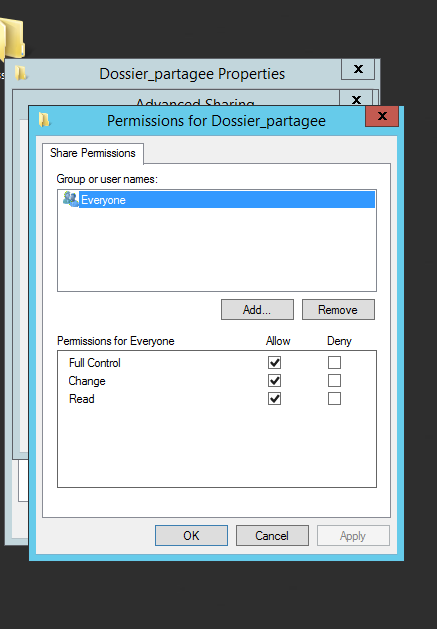 Dossier_partagee Properties
x
Advanced Sharing
x
Permissions for Dossier_partagee
x
Share Permissions
Group or user names:
Everyone
Add...
Remove
Permissions for Everyone
Allow
Deny
Full Control
Change
Read
OK
Cancel
Apply